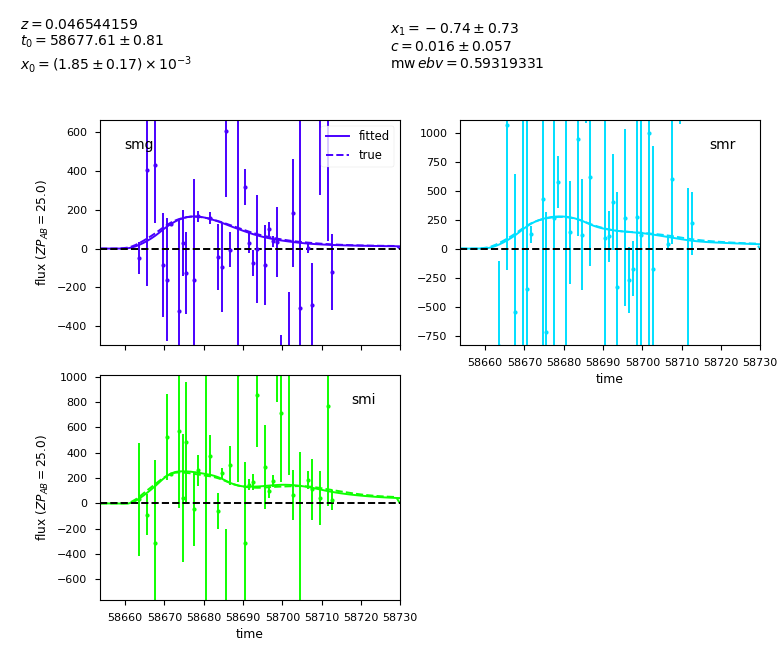 z = 0.046544159
t₀ = 58677.61 ± 0.81
x₀ = (1.85 ± 0.17) × 10⁻³
x₁ = −0.74 ± 0.73
c = 0.016 ± 0.057
mw ebv = 0.59319331
smg
fitted
true
600
400
200
0
−200
−400
flux (ZP_AB = 25.0)
smr
1000
750
500
250
0
−250
−500
−750
58660 58670 58680 58690 58700 58710 58720 58730
time
smi
1000
800
600
400
200
0
−200
−400
−600
flux (ZP_AB = 25.0)
58660 58670 58680 58690 58700 58710 58720 58730
time